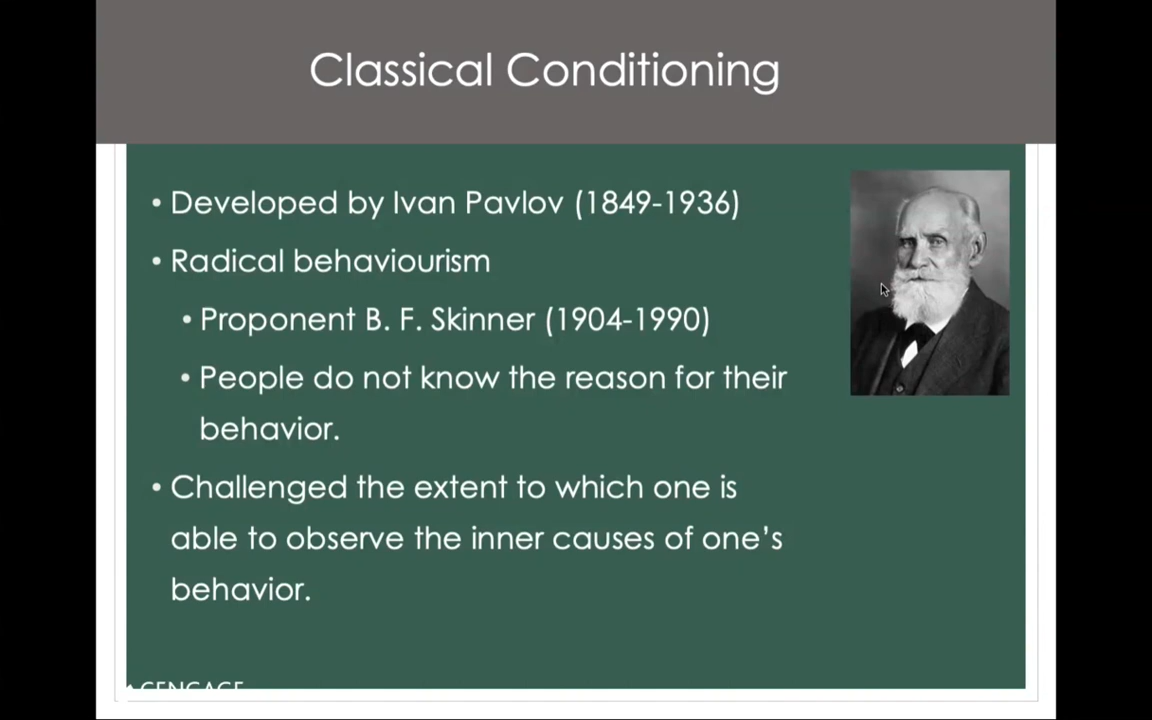 Classical Conditioning
• Developed by Ivan Pavlov (1849-1936)
• Radical behaviourism
• Proponent B. F. Skinner (1904-1990)
• People do not know the reason for their
behavior.
• Challenged the extent to which one is
able to observe the inner causes of one’s
behavior.
CENGAGE